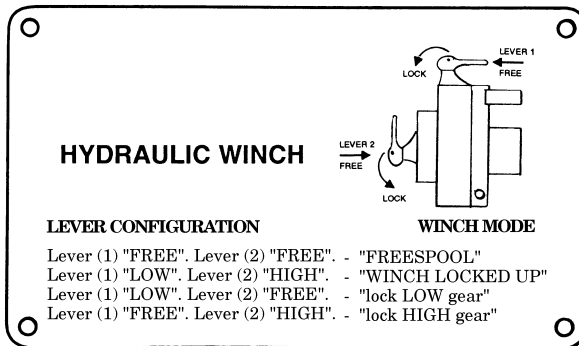 LEVER 1
FREE
LOCK
LEVER 2
FREE
LOCK
HYDRAULIC WINCH
LEVER CONFIGURATION WINCH MODE
Lever (1) "FREE". Lever (2) "FREE". - "FREESPOOL"
Lever (1) "LOW". Lever (2) "HIGH". - "WINCH LOCKED UP"
Lever (1) "LOW". Lever (2) "FREE". - "lock LOW gear"
Lever (1) "FREE". Lever (2) "HIGH". - "lock HIGH gear"